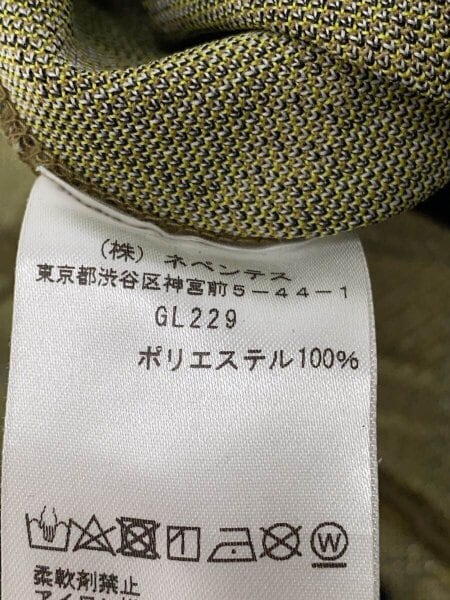 （株）ネペンテス
東京都渋谷区神宮前5-44-1
GL229
ポリエステル100%
柔軟剤禁止